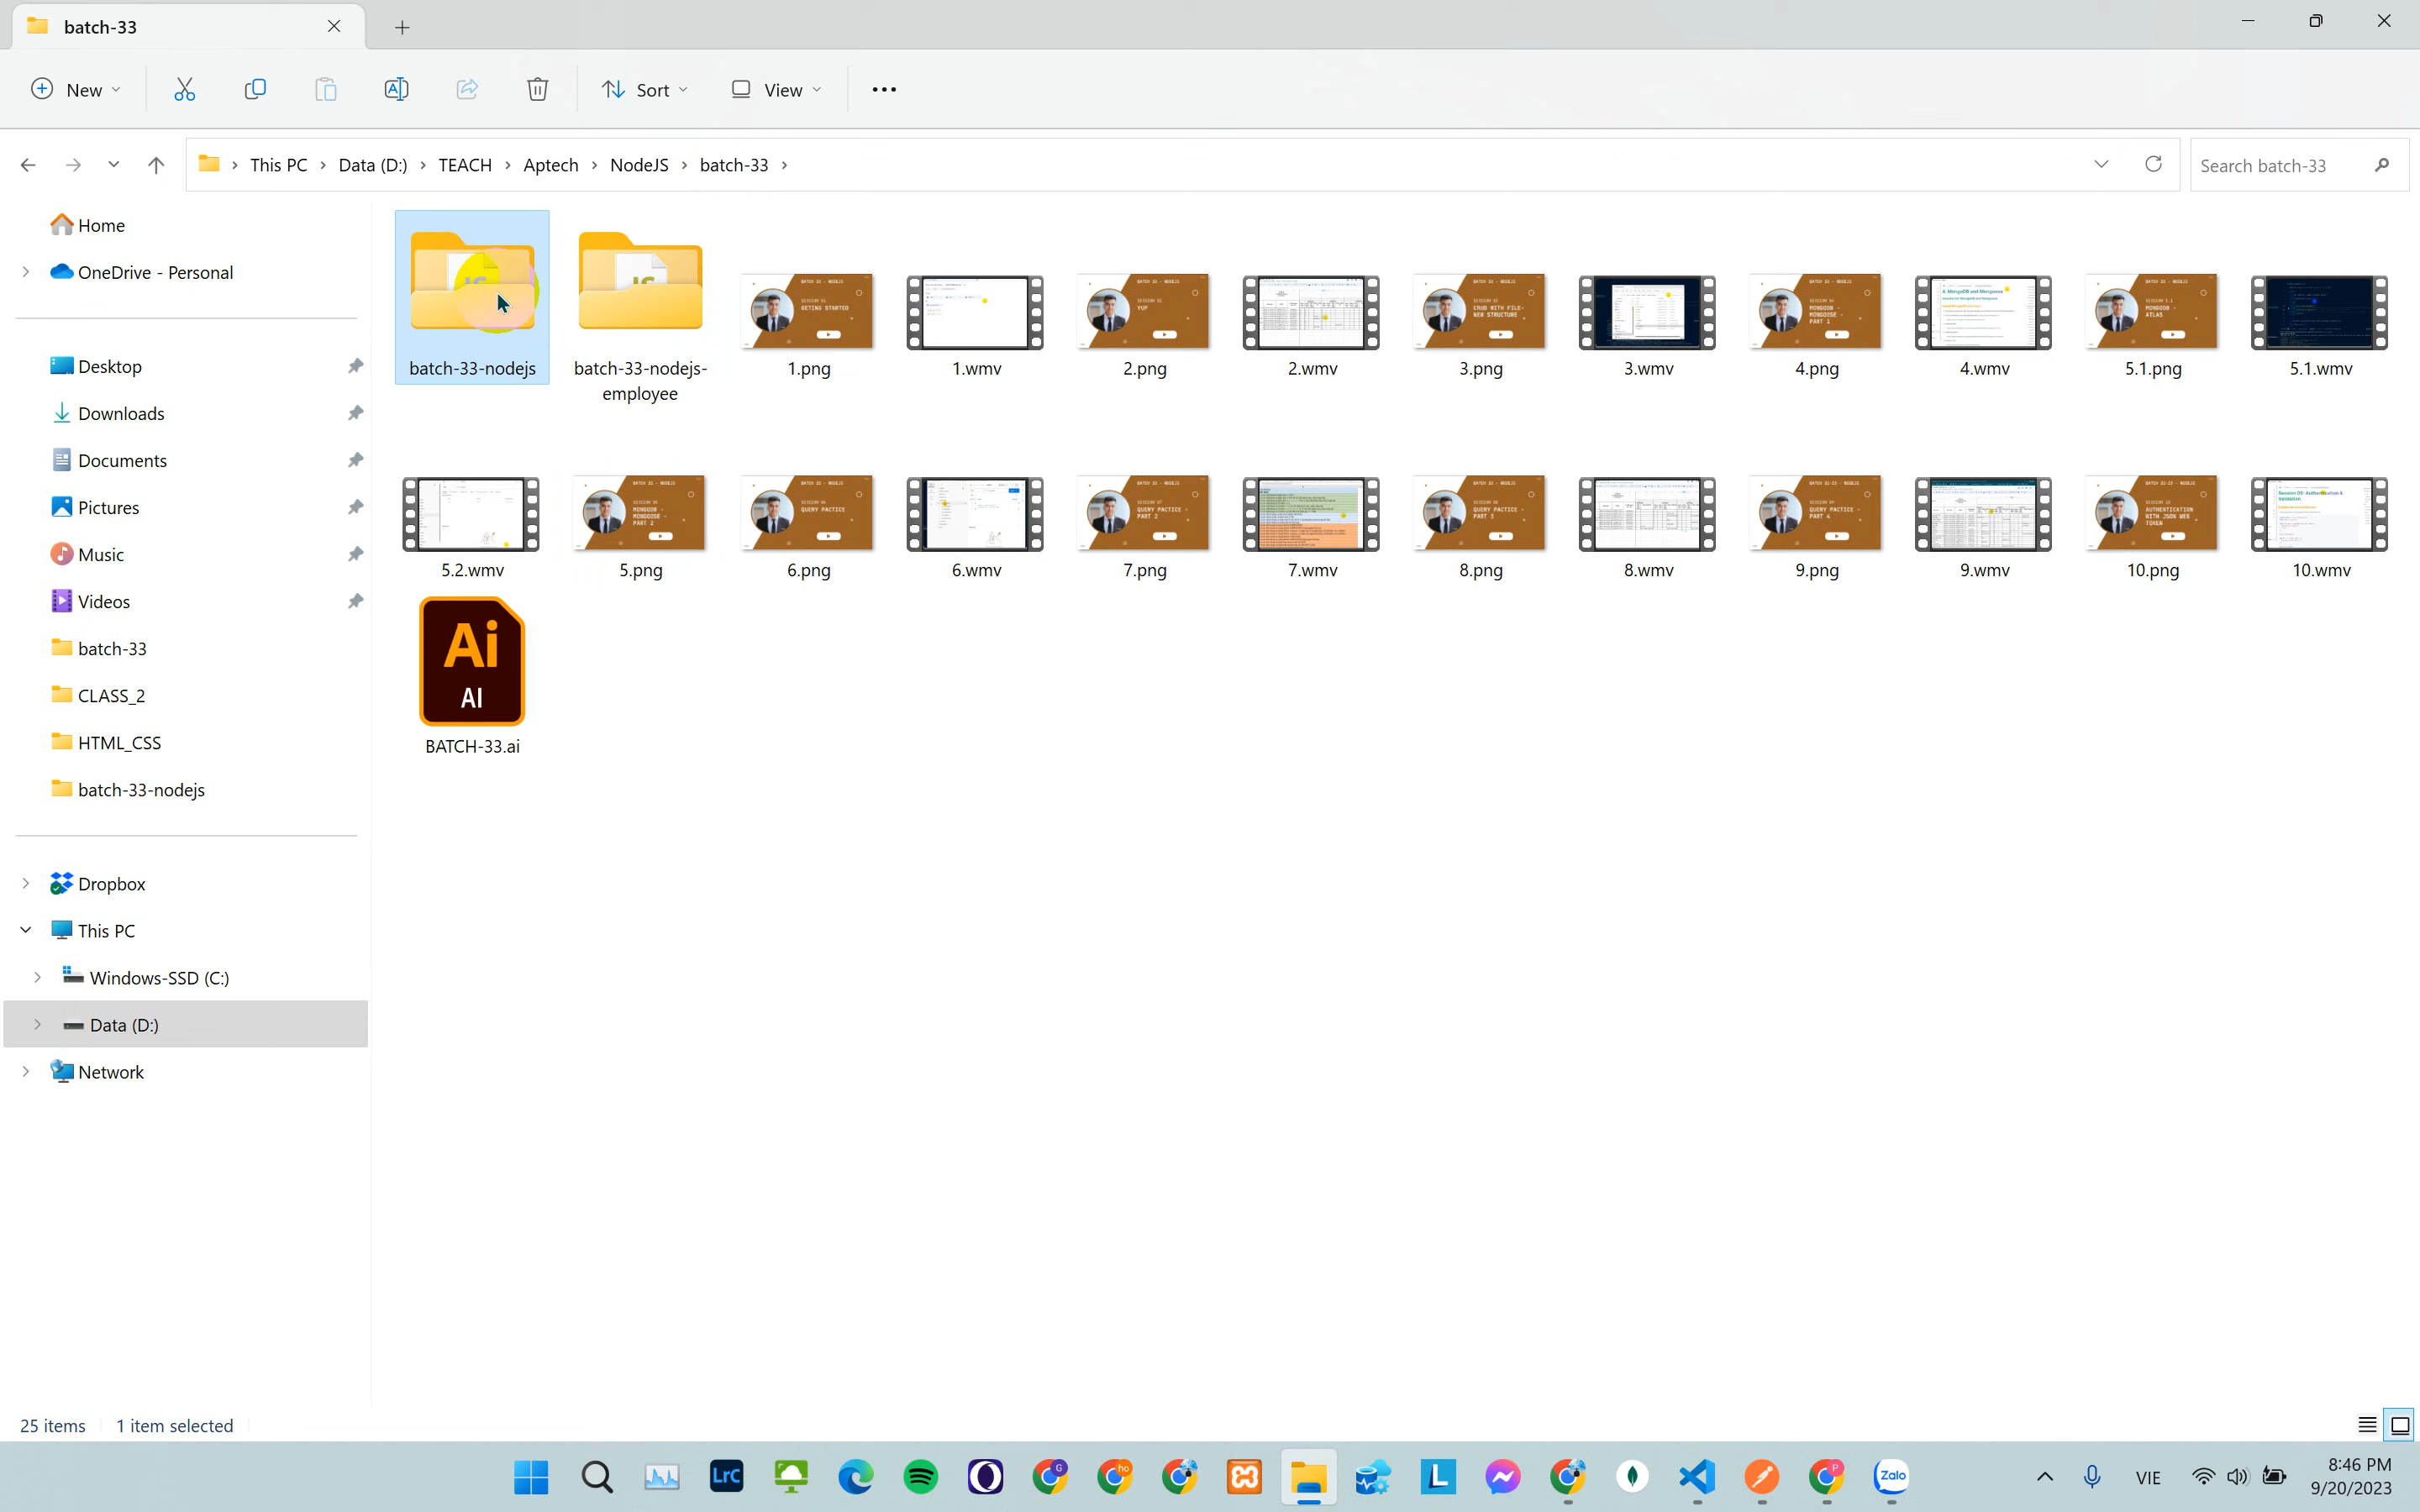 batch-33
New
Sort
View
This PC
Data (D:)
TEACH
Aptech
NodeJS
batch-33
Search batch-33
Home
OneDrive - Personal
Desktop
Downloads
Documents
Pictures
Music
Videos
batch-33
CLASS_2
HTML_CSS
batch-33-nodejs
Dropbox
This PC
Windows-SSD (C:)
Data (D:)
Network
batch-33-nodejs
batch-33-nodejs-
employee
1.png
1.wmv
2.png
2.wmv
3.png
3.wmv
4.png
4.wmv
5.1.png
5.1.wmv
5.2.wmv
5.png
6.png
6.wmv
7.png
7.wmv
8.png
8.wmv
9.png
9.wmv
10.png
10.wmv
Ai
AI
BATCH-33.ai
25 items
1 item selected
LrC
L
Zalo
VIE
8:46 PM
9/20/2023